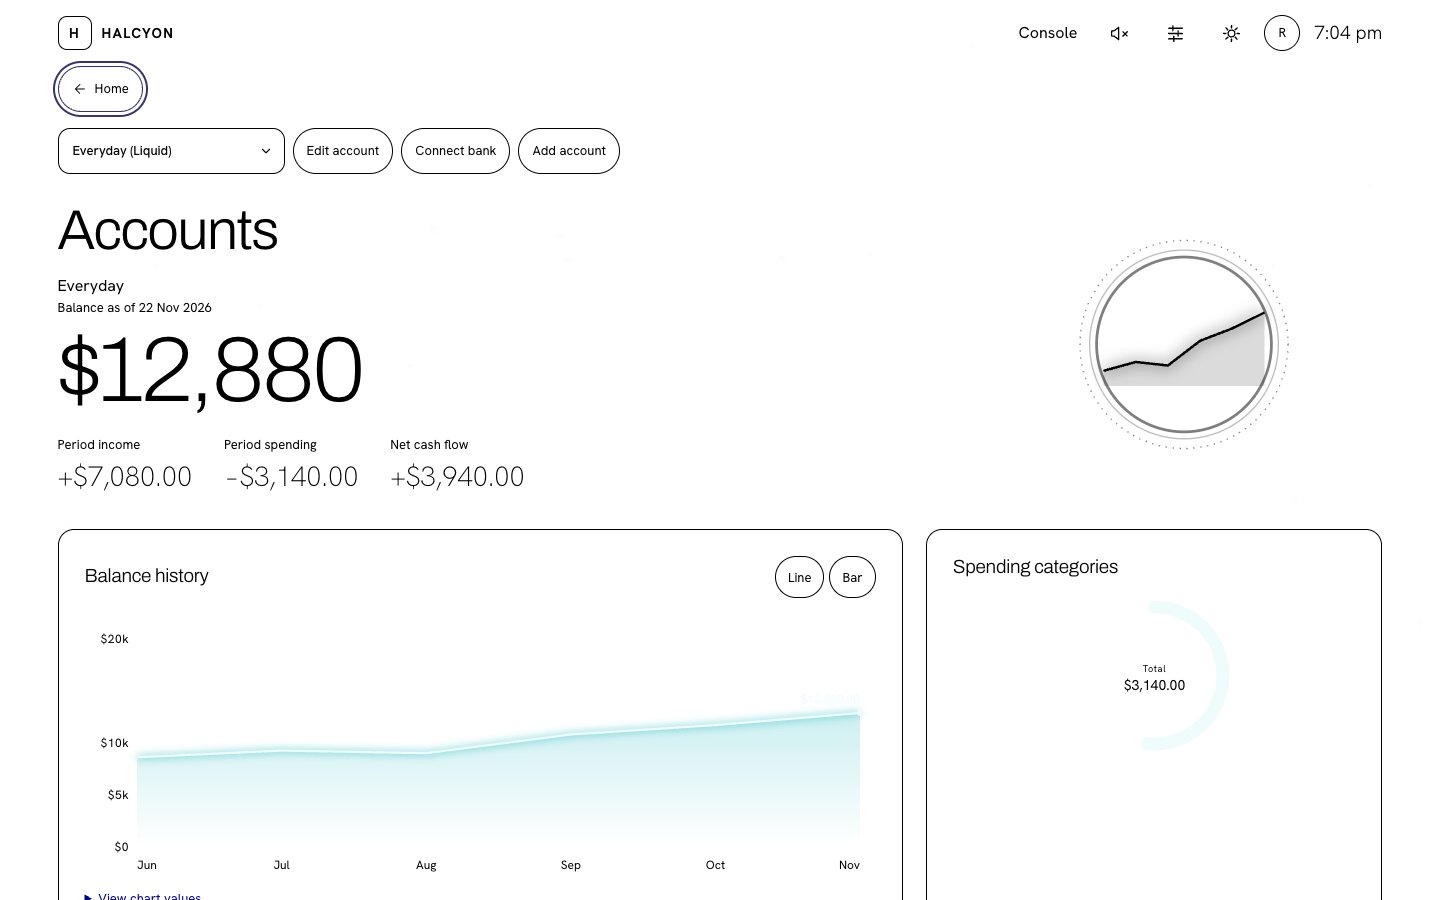 H HALCYON
Console
R
7:04 pm
Home
Everyday (Liquid)
Edit account
Connect bank
Add account
Accounts
Everyday
Balance as of 22 Nov 2026
$12,880
Period income
+$7,080.00
Period spending
−$3,140.00
Net cash flow
+$3,940.00
Balance history
Line
Bar
$20k
$10k
$5k
$0
Jun
Jul
Aug
Sep
Oct
Nov
View chart values
Spending categories
Total
$3,140.00